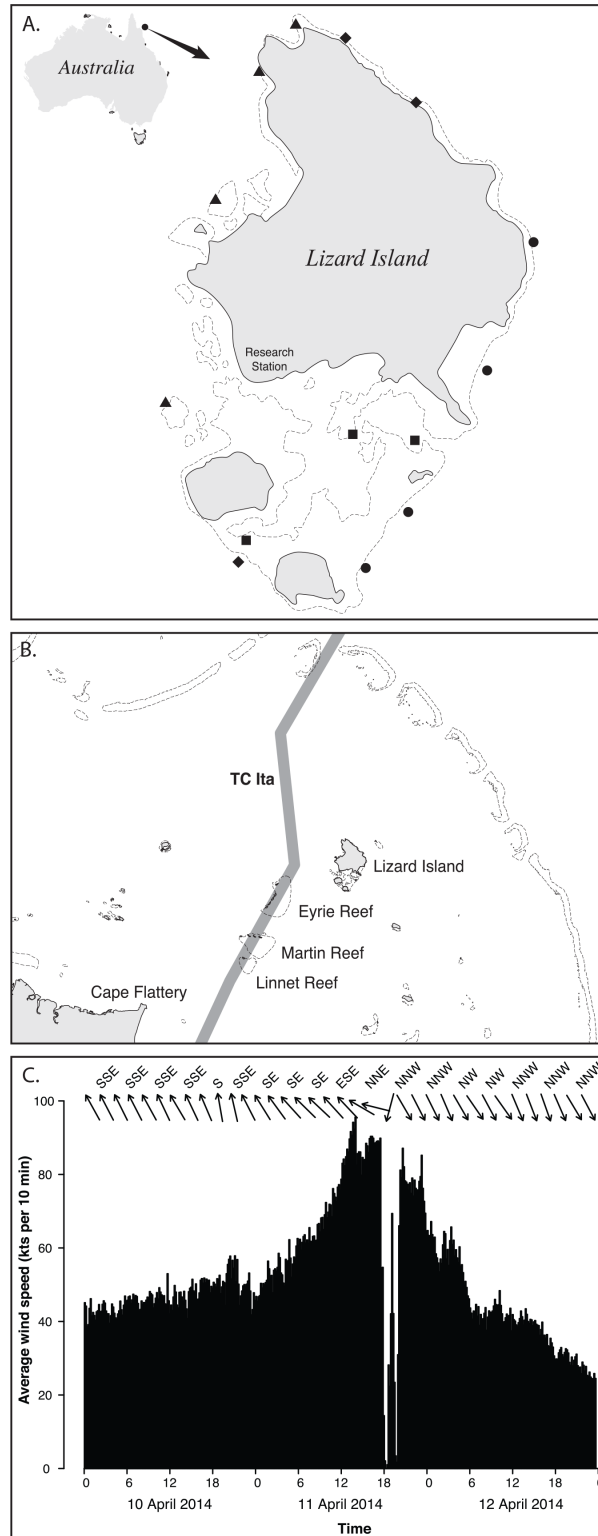 A.
Australia
Lizard Island
Research
Station
B.
TC Ita
Lizard Island
Eyrie Reef
Martin Reef
Linnet Reef
Cape Flattery
C.
SSE SSE SSE SSE S SSE SE SE SE ESE NNE NNW NNW NW NW NNW NNW NNW
Average wind speed (kts per 10 min)
100
80
60
40
20
0
0 6 12 18 0 6 12 18 0 6 12 18
10 April 2014 11 April 2014 12 April 2014
Time